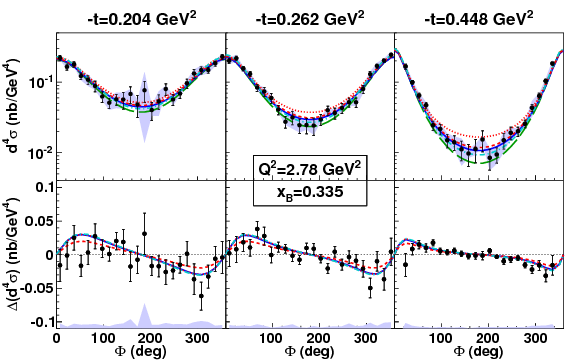 -t=0.204 GeV² -t=0.262 GeV² -t=0.448 GeV²
d⁴σ (nb/GeV⁴)
10⁻¹
10⁻²
Q²=2.78 GeV²
x_B=0.335
Δ(d⁴σ) (nb/GeV⁴)
0.1
0.05
0
-0.05
-0.1
0 100 200 300 100 200 300 100 200 300
Φ (deg) Φ (deg) Φ (deg)